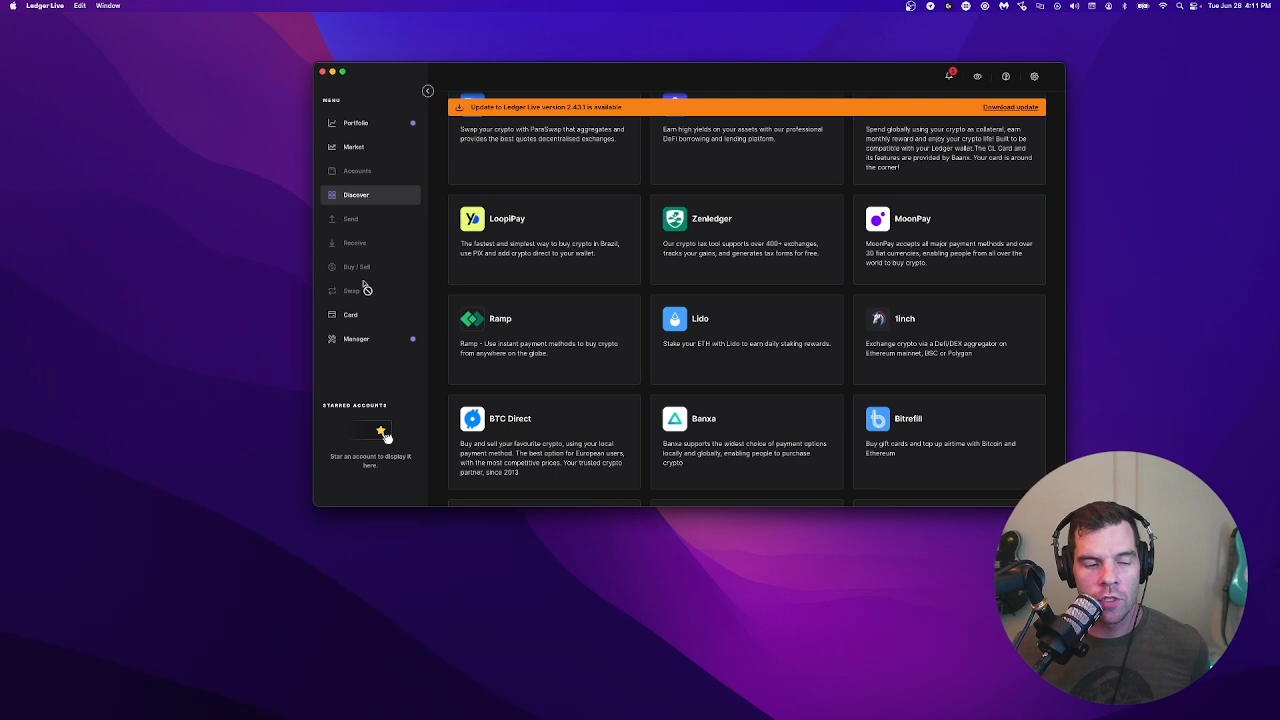 Ledger Live Edit Window
Tue Jun 28 4:11 PM
MENU
Portfolio
Market
Accounts
Discover
Send
Receive
Buy / Sell
Swap
Card
Manager
STARRED ACCOUNTS
Star an account to display it
here.
Update to Ledger Live version 2.43.1 is available
Download update
Swap your crypto with ParaSwap that aggregates and
provides the best quotes decentralised exchanges.
Earn high yields on your assets with our professional
DeFi borrowing and lending platform.
Spend globally using your crypto as collateral, earn
monthly reward and enjoy your crypto life! Built to be
compatible with your Ledger wallet.The CL Card and
its features are provided by Baanx. Your card is around
the corner!
LoopiPay
The fastest and simplest way to buy crypto in Brazil,
use PIX and add crypto direct to your wallet.
Zenledger
Our crypto tax tool supports over 400+ exchanges,
tracks your gains, and generates tax forms for free.
MoonPay
MoonPay accepts all major payment methods and over
30 fiat currencies, enabling people from all over the
world to buy crypto.
Ramp
Ramp - Use instant payment methods to buy crypto
from anywhere on the globe.
Lido
Stake your ETH with Lido to earn daily staking rewards.
1inch
Exchange crypto via a Defi/DEX aggregator on
Ethereum mainnet, BSC or Polygon
BTC Direct
Buy and sell your favourite crypto, using your local
payment method. The best option for European users,
with the most competitive prices. Your trusted crypto
partner, since 2013
Banxa
Banxa supports the widest choice of payment options
locally and globally, enabling people to purchase
crypto
Bitrefill
Buy gift cards and top up airtime with Bitcoin and
Ethereum